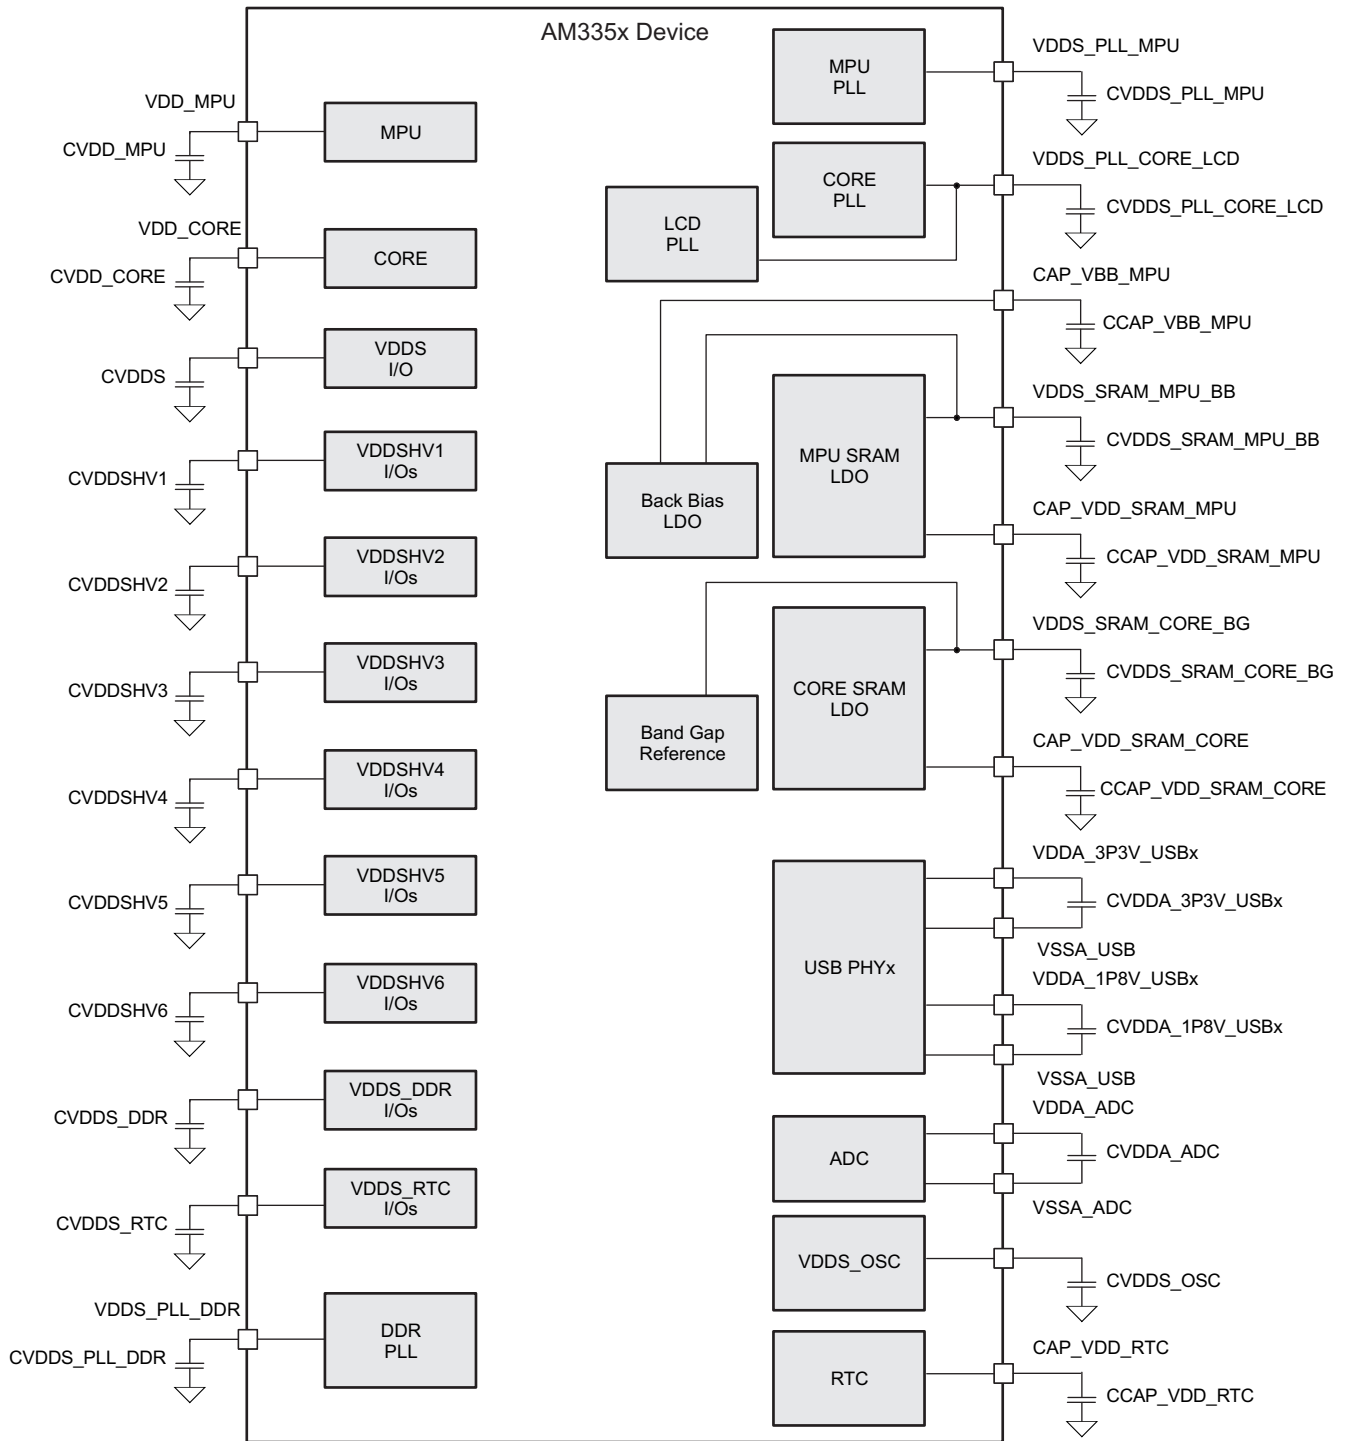 AM335x Device
VDD_MPU
CVDD_MPU
MPU
VDD_CORE
CVDD_CORE
CORE
CVDDS
VDDS
I/O
CVDDSHV1
VDDSHV1
I/Os
CVDDSHV2
VDDSHV2
I/Os
CVDDSHV3
VDDSHV3
I/Os
CVDDSHV4
VDDSHV4
I/Os
CVDDSHV5
VDDSHV5
I/Os
CVDDSHV6
VDDSHV6
I/Os
CVDDS_DDR
VDDS_DDR
I/Os
CVDDS_RTC
VDDS_RTC
I/Os
VDDS_PLL_DDR
CVDDS_PLL_DDR
DDR
PLL
MPU
PLL
VDDS_PLL_MPU
CVDDS_PLL_MPU
CORE
PLL
LCD
PLL
VDDS_PLL_CORE_LCD
CVDDS_PLL_CORE_LCD
CAP_VBB_MPU
CCAP_VBB_MPU
Back Bias
LDO
MPU SRAM
LDO
VDDS_SRAM_MPU_BB
CVDDS_SRAM_MPU_BB
CAP_VDD_SRAM_MPU
CCAP_VDD_SRAM_MPU
Band Gap
Reference
CORE SRAM
LDO
VDDS_SRAM_CORE_BG
CVDDS_SRAM_CORE_BG
CAP_VDD_SRAM_CORE
CCAP_VDD_SRAM_CORE
USB PHYx
VDDA_3P3V_USBx
CVDDA_3P3V_USBx
VSSA_USB
VDDA_1P8V_USBx
CVDDA_1P8V_USBx
VSSA_USB
ADC
VDDA_ADC
CVDDA_ADC
VSSA_ADC
VDDS_OSC
CVDDS_OSC
RTC
CAP_VDD_RTC
CCAP_VDD_RTC